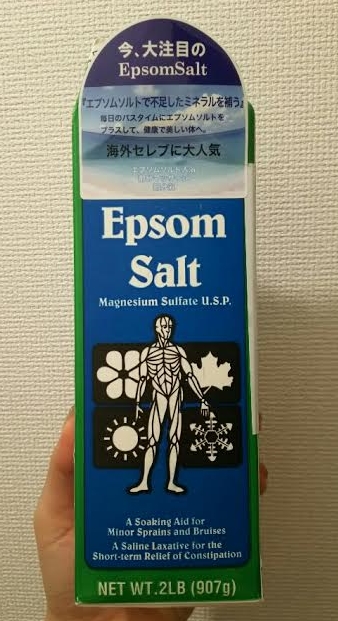 今、大注目の
EpsomSalt
『エプソムソルトで不足したミネラルを補う』
毎日のバスタイムにエプソムソルトを
プラスして、健康で美しい体へ。
海外セレブに大人気
Epsom
Salt
Magnesium Sulfate U.S.P.
A Soaking Aid for
Minor Sprains and Bruises
A Saline Laxative for the
Short-term Relief of Constipation
NET WT.2LB (907g)